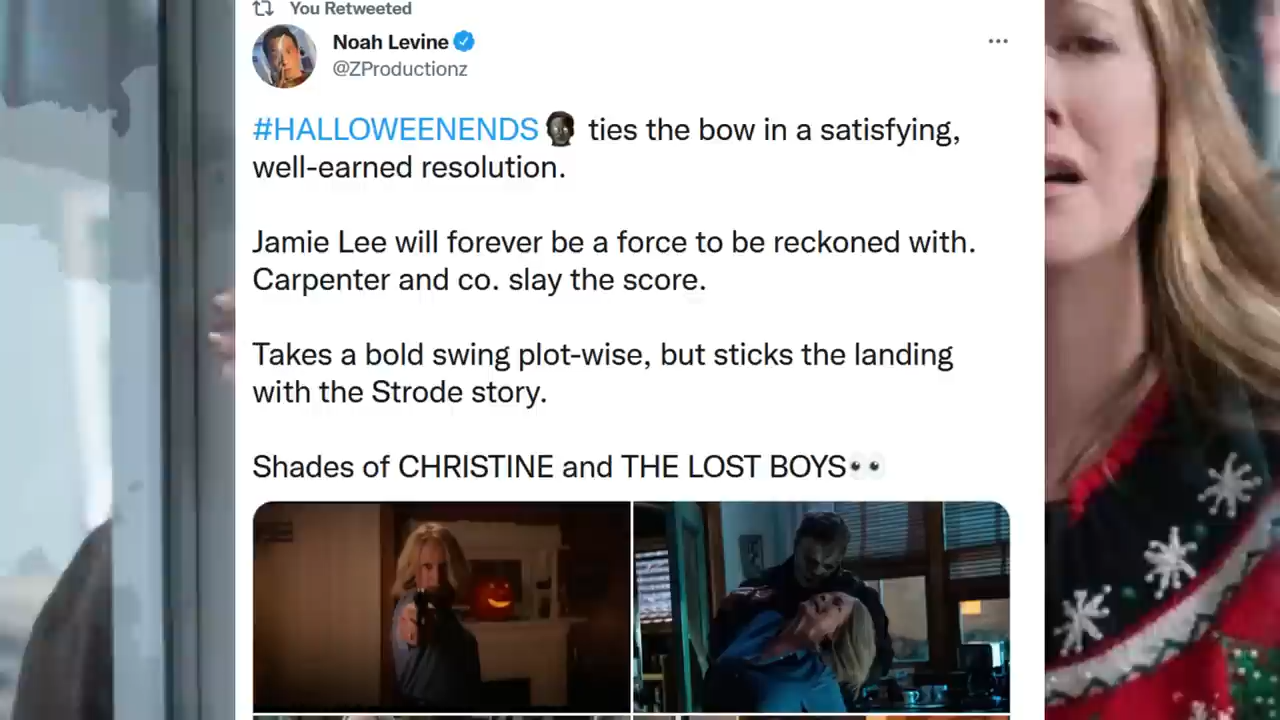 You Retweeted
Noah Levine
@ZProductionz
#HALLOWEENENDS ties the bow in a satisfying,
well-earned resolution.
Jamie Lee will forever be a force to be reckoned with.
Carpenter and co. slay the score.
Takes a bold swing plot-wise, but sticks the landing
with the Strode story.
Shades of CHRISTINE and THE LOST BOYS👀